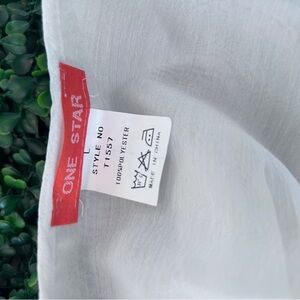 ONE STAR
L
STYLE NO
T1557
100%POLYESTER
MADE IN CHINA